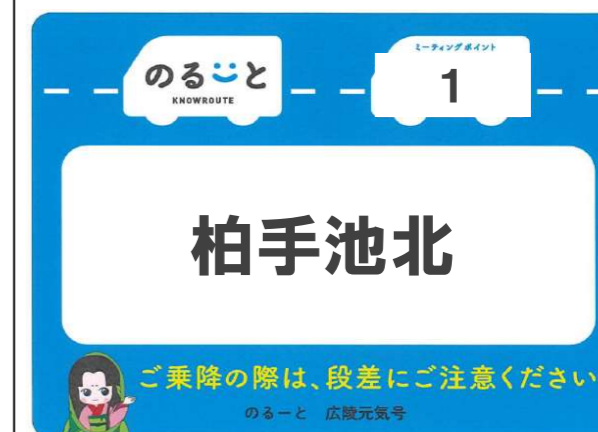 のるーと
KNOWROUTE
ミーティングポイント
1
柏手池北
ご乗降の際は、段差にご注意ください
のるーと 広陵元気号